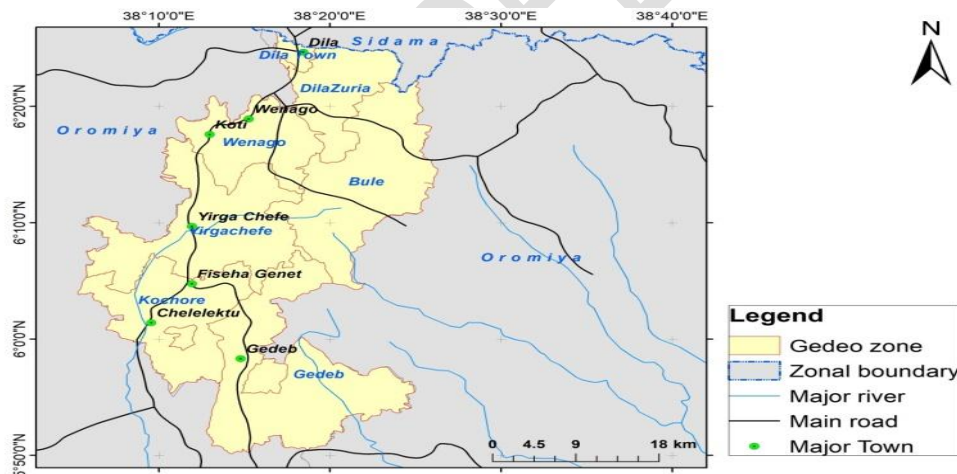 38°10'0"E 38°20'0"E 38°30'0"E 38°40'0"E
N
Dila
Sidama
Dila Town
DilaZuria
6°20'0"N
Wenago
Koti
Oromiya
Wenago
Bule
6°10'0"N
Yirga Chefe
Yirgachefe
Oromiya
Fiseha Genet
Kochore
Chelelektu
6°0'0"N
Gedeb
Gedeb
5°50'0"N
0 4.5 9 18 km
Legend
Gedeo zone
Zonal boundary
Major river
Main road
Major Town